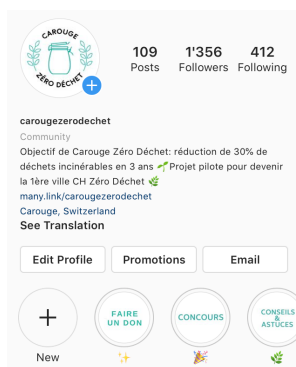 CAROUGE
ZÉRO DÉCHET
109 1'356 412
Posts Followers Following
carougezerodechet
Community
Objectif de Carouge Zéro Déchet: réduction de 30% de
déchets incinérables en 3 ans 🌱Projet pilote pour devenir
la 1ère ville CH Zéro Déchet 🌿
many.link/carougezerodechet
Carouge, Switzerland
See Translation
Edit Profile Promotions Email
FAIRE
UN DON
CONCOURS
CONSEILS
&
ASTUCES
New ✨ 🎉 🌿